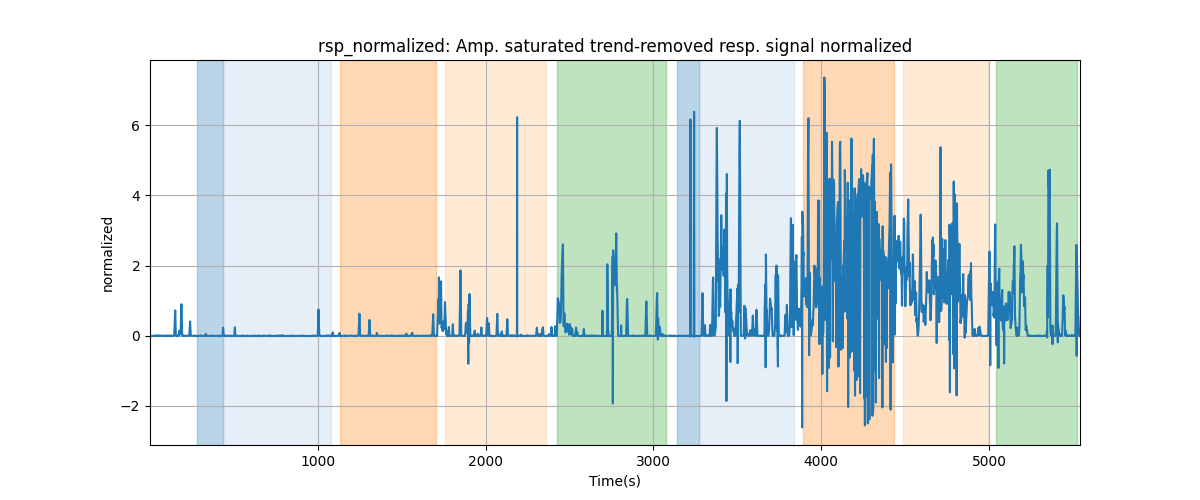 rsp_normalized: Amp. saturated trend-removed resp. signal normalized
6
4
2
0
−2
normalized
1000 2000 3000 4000 5000
Time(s)